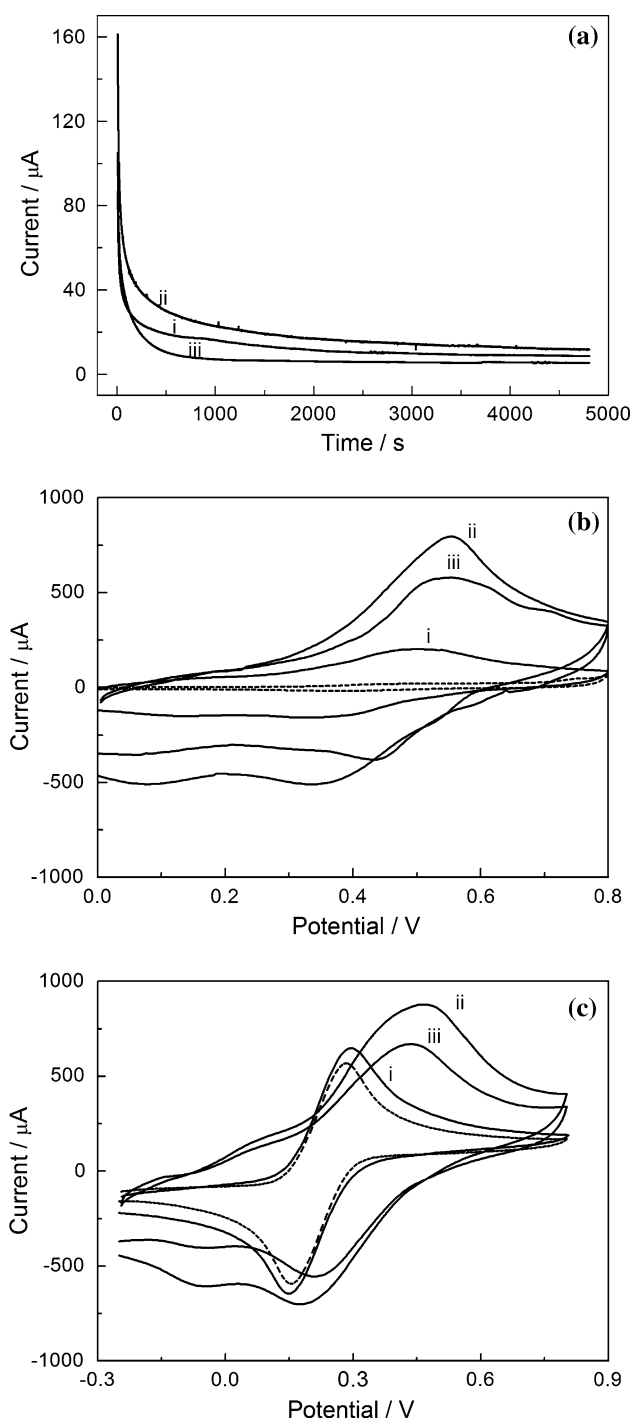 (a)
160
120
80
40
0
Current / μA
ii
i
iii
0 1000 2000 3000 4000 5000
Time / s
(b)
1000
500
0
-500
-1000
Current / μA
ii
iii
i
0.0 0.2 0.4 0.6 0.8
Potential / V
(c)
1000
500
0
-500
-1000
Current / μA
ii
iii
i
-0.3 0.0 0.3 0.6 0.9
Potential / V